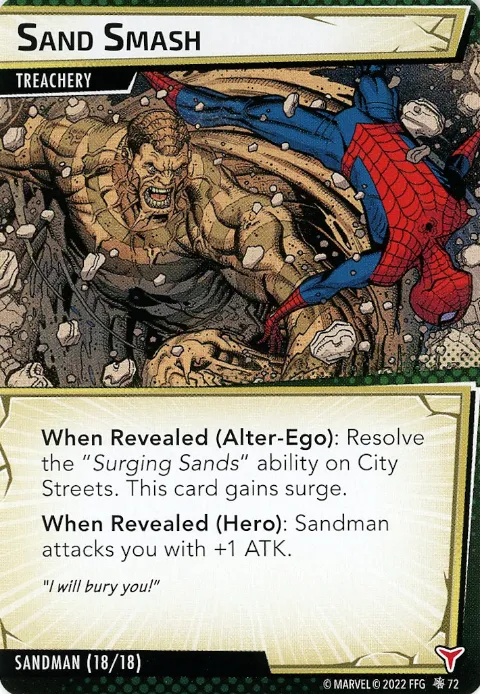 SAND SMASH
TREACHERY
When Revealed (Alter-Ego): Resolve
the "Surging Sands" ability on City
Streets. This card gains surge.
When Revealed (Hero): Sandman
attacks you with +1 ATK.
"I will bury you!"
SANDMAN (18/18)
© MARVEL © 2022 FFG 72